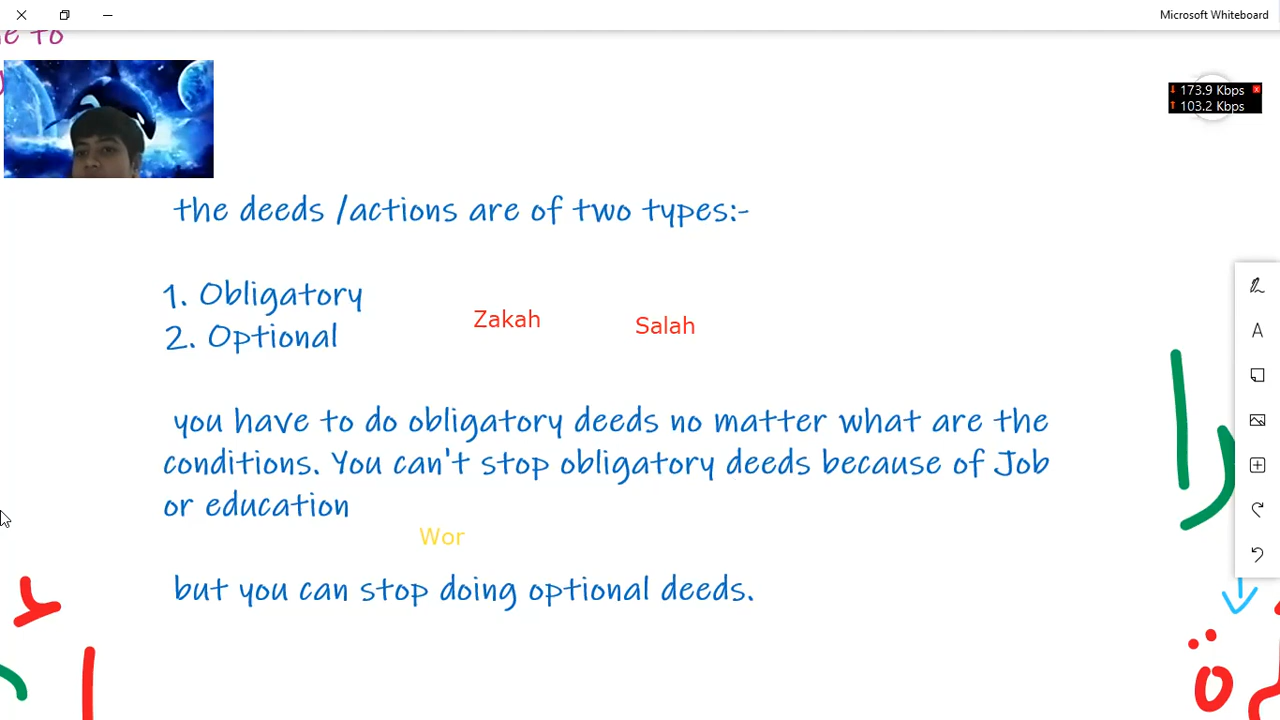 Microsoft Whiteboard
e to
173.9 Kbps
103.2 Kbps
the deeds /actions are of two types:-
1. Obligatory
Zakah
Salah
2. Optional
you have to do obligatory deeds no matter what are the
conditions. You can't stop obligatory deeds because of Job
or education
Wor
but you can stop doing optional deeds.